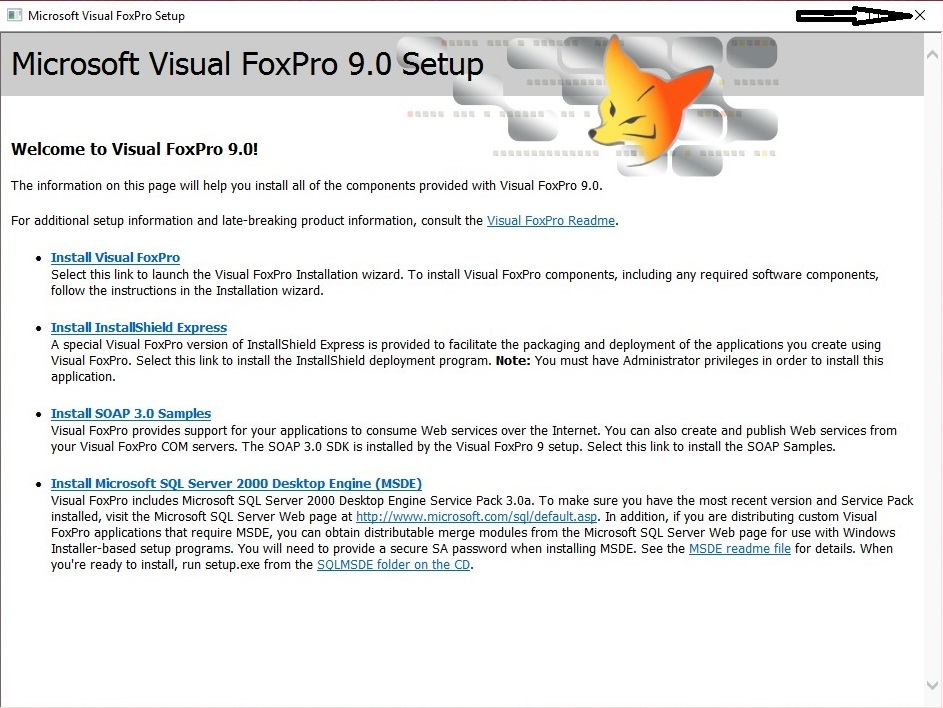 Microsoft Visual FoxPro Setup
Microsoft Visual FoxPro 9.0 Setup
Welcome to Visual FoxPro 9.0!
The information on this page will help you install all of the components provided with Visual FoxPro 9.0.
For additional setup information and late-breaking product information, consult the Visual FoxPro Readme.
Install Visual FoxPro
Select this link to launch the Visual FoxPro Installation wizard. To install Visual FoxPro components, including any required software components,
follow the instructions in the Installation wizard.
Install InstallShield Express
A special Visual FoxPro version of InstallShield Express is provided to facilitate the packaging and deployment of the applications you create using
Visual FoxPro. Select this link to install the InstallShield deployment program. Note: You must have Administrator privileges in order to install this
application.
Install SOAP 3.0 Samples
Visual FoxPro provides support for your applications to consume Web services over the Internet. You can also create and publish Web services from
your Visual FoxPro COM servers. The SOAP 3.0 SDK is installed by the Visual FoxPro 9 setup. Select this link to install the SOAP Samples.
Install Microsoft SQL Server 2000 Desktop Engine (MSDE)
Visual FoxPro includes Microsoft SQL Server 2000 Desktop Engine Service Pack 3.0a. To make sure you have the most recent version and Service Pack
installed, visit the Microsoft SQL Server Web page at http://www.microsoft.com/sql/default.asp. In addition, if you are distributing custom Visual
FoxPro applications that require MSDE, you can obtain distributable merge modules from the Microsoft SQL Server Web page for use with Windows
Installer-based setup programs. You will need to provide a secure SA password when installing MSDE. See the MSDE readme file for details. When
you're ready to install, run setup.exe from the SQLMSDE folder on the CD.